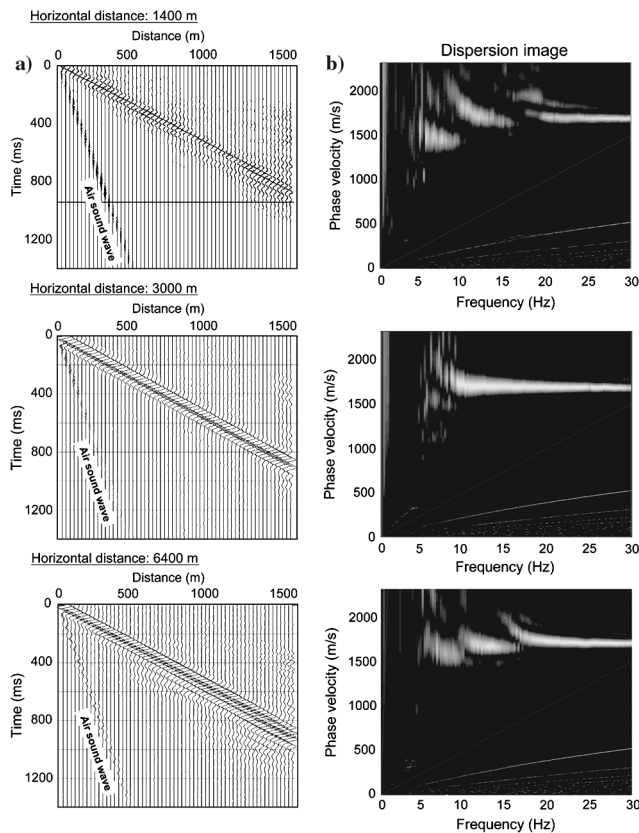 Horizontal distance: 1400 m
Distance (m)
0 500 1000 1500
a)
0
400
800
1200
Time (ms)
Air sound wave
b)
Dispersion image
2000
1500
1000
500
0
Phase velocity (m/s)
0 5 10 15 20 25 30
Frequency (Hz)
Horizontal distance: 3000 m
Distance (m)
0 500 1000 1500
0
400
800
1200
Time (ms)
Air sound wave
2000
1500
1000
500
0
Phase velocity (m/s)
0 5 10 15 20 25 30
Frequency (Hz)
Horizontal distance: 6400 m
Distance (m)
0 500 1000 1500
0
400
800
1200
Time (ms)
Air sound wave
2000
1500
1000
500
0
Phase velocity (m/s)
0 5 10 15 20 25 30
Frequency (Hz)